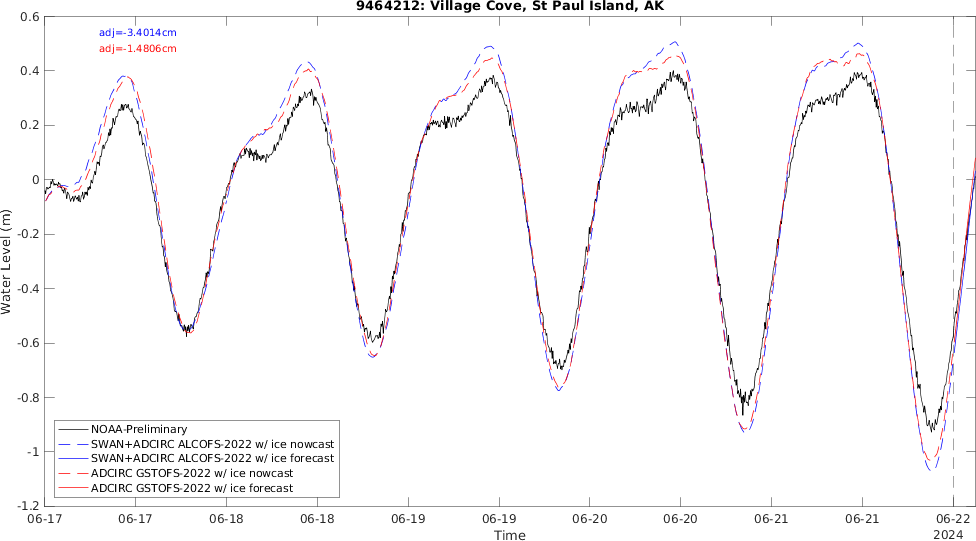 9464212: Village Cove, St Paul Island, AK
adj=-3.4014cm
adj=-1.4806cm
0.6
0.4
0.2
0
-0.2
-0.4
-0.6
-0.8
-1
-1.2
Water Level (m)
NOAA-Preliminary
SWAN+ADCIRC ALCOFS-2022 w/ ice nowcast
SWAN+ADCIRC ALCOFS-2022 w/ ice forecast
ADCIRC GSTOFS-2022 w/ ice nowcast
ADCIRC GSTOFS-2022 w/ ice forecast
06-17 06-17 06-18 06-18 06-19 06-19 06-20 06-20 06-21 06-21 06-22
2024
Time